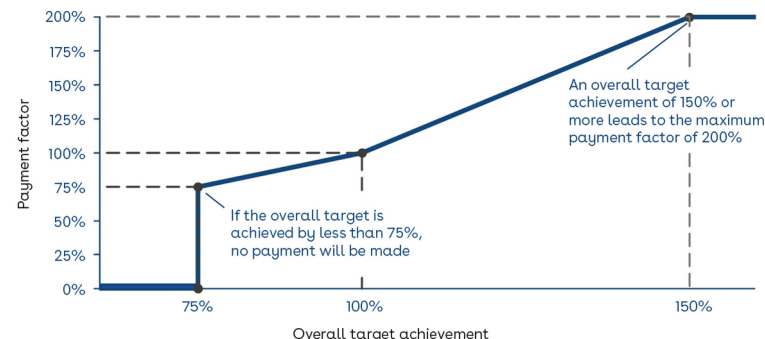 200%
175%
150%
125%
100%
75%
50%
25%
0%
Payment factor
An overall target
achievement of 150% or
more leads to the maximum
payment factor of 200%
If the overall target is
achieved by less than 75%,
no payment will be made
75%
100%
150%
Overall target achievement